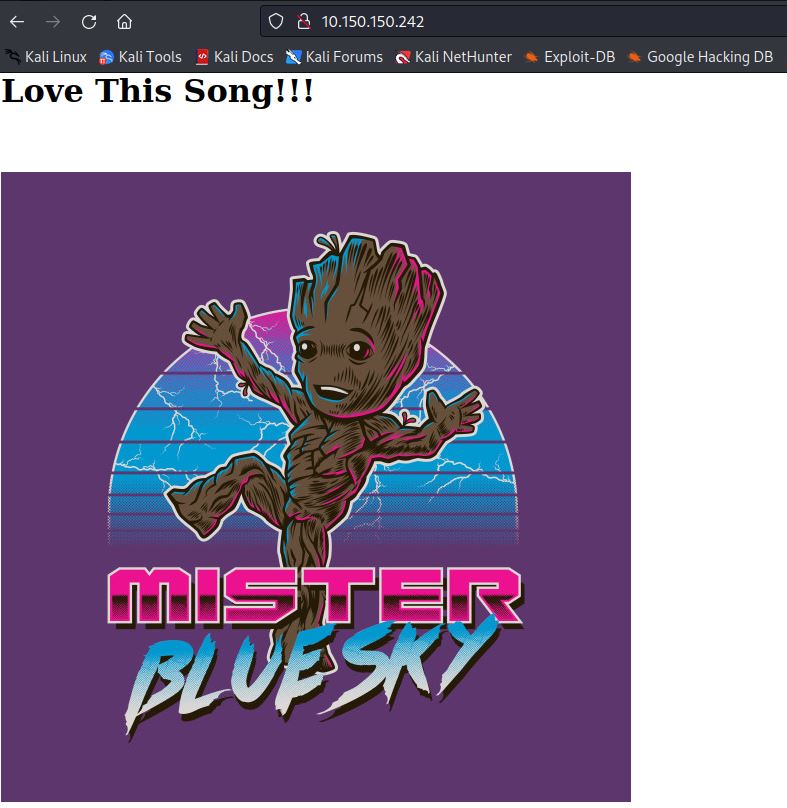 10.150.150.242
Kali Linux Kali Tools Kali Docs Kali Forums Kali NetHunter Exploit-DB Google Hacking DB
Love This Song!!!
MISTER
BLUE SKY